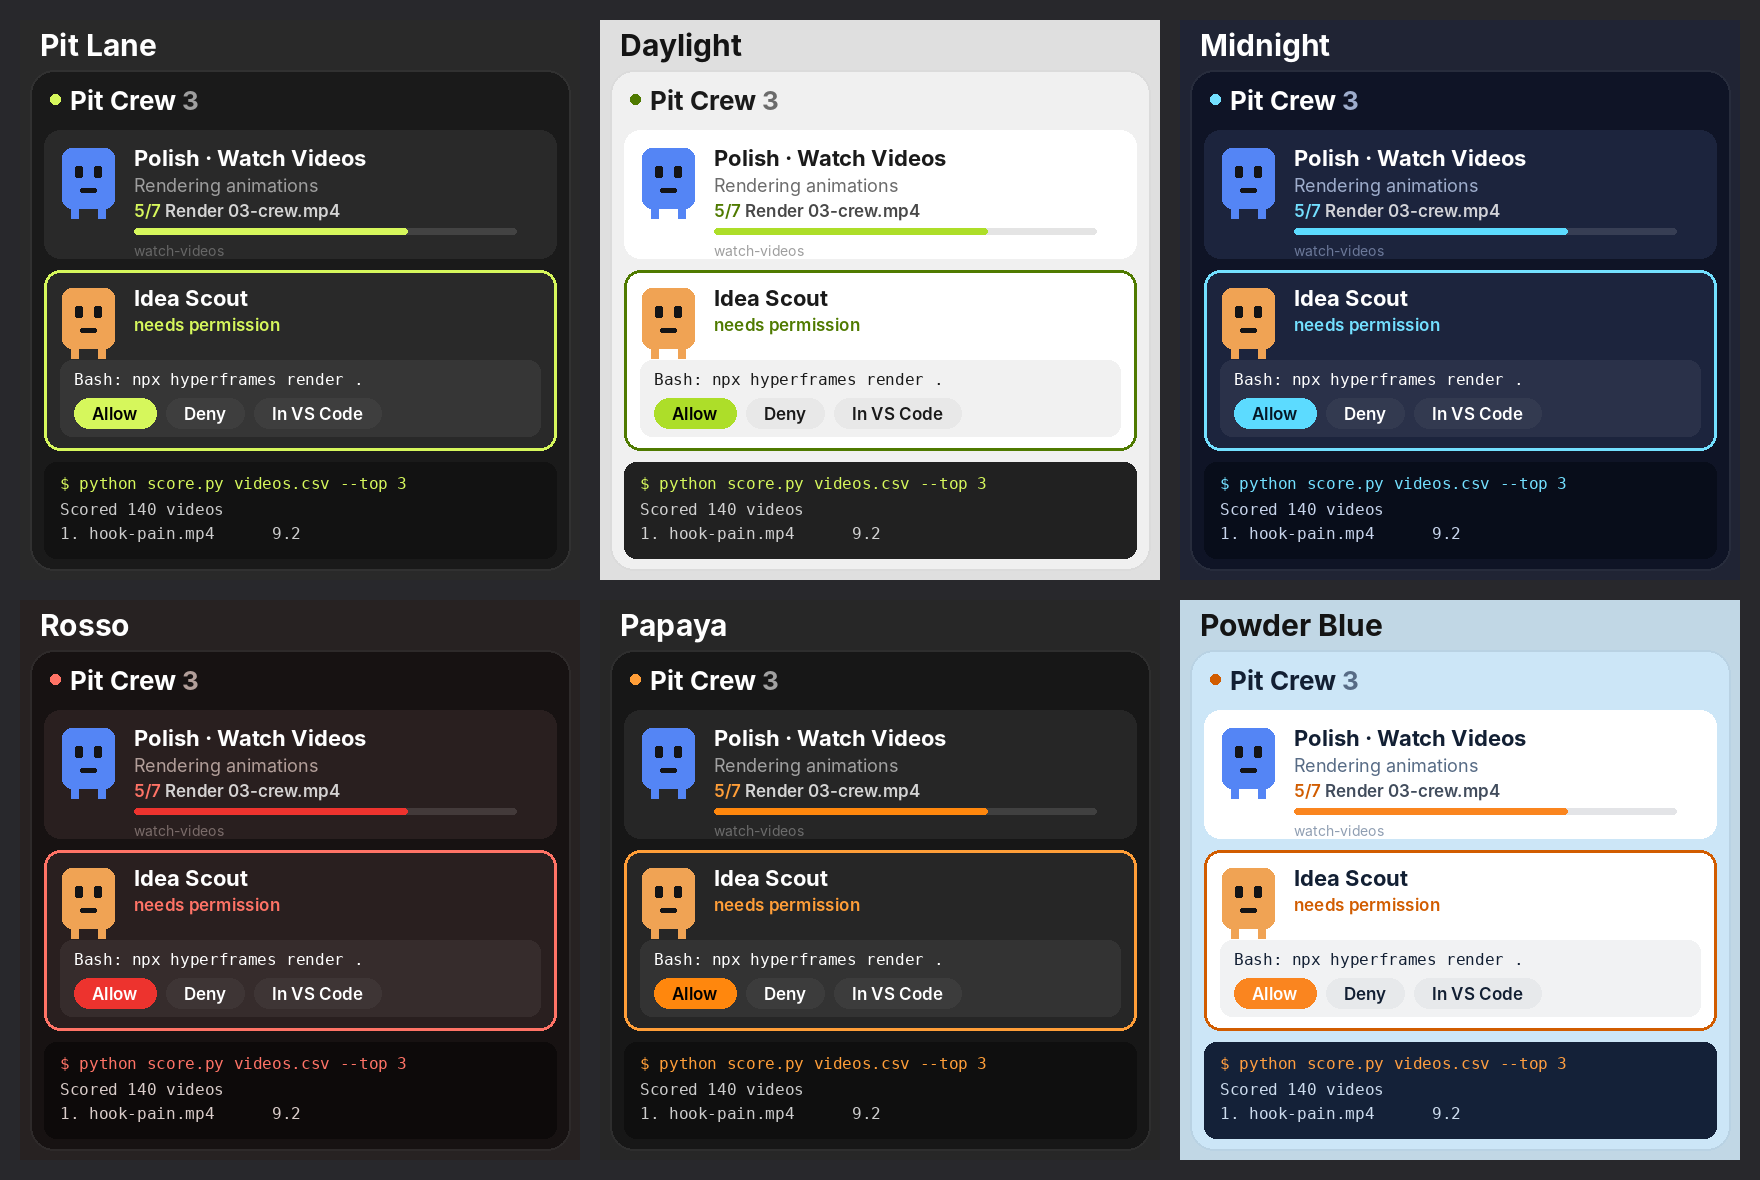 Pit Lane
Pit Crew 3
Polish · Watch Videos
Rendering animations
5/7 Render 03-crew.mp4
watch-videos
Idea Scout
needs permission
Bash: npx hyperframes render .
Allow Deny In VS Code
$ python score.py videos.csv --top 3
Scored 140 videos
1. hook-pain.mp4 9.2
Daylight
Pit Crew 3
Polish · Watch Videos
Rendering animations
5/7 Render 03-crew.mp4
watch-videos
Idea Scout
needs permission
Bash: npx hyperframes render .
Allow Deny In VS Code
$ python score.py videos.csv --top 3
Scored 140 videos
1. hook-pain.mp4 9.2
Midnight
Pit Crew 3
Polish · Watch Videos
Rendering animations
5/7 Render 03-crew.mp4
watch-videos
Idea Scout
needs permission
Bash: npx hyperframes render .
Allow Deny In VS Code
$ python score.py videos.csv --top 3
Scored 140 videos
1. hook-pain.mp4 9.2
Rosso
Pit Crew 3
Polish · Watch Videos
Rendering animations
5/7 Render 03-crew.mp4
watch-videos
Idea Scout
needs permission
Bash: npx hyperframes render .
Allow Deny In VS Code
$ python score.py videos.csv --top 3
Scored 140 videos
1. hook-pain.mp4 9.2
Papaya
Pit Crew 3
Polish · Watch Videos
Rendering animations
5/7 Render 03-crew.mp4
watch-videos
Idea Scout
needs permission
Bash: npx hyperframes render .
Allow Deny In VS Code
$ python score.py videos.csv --top 3
Scored 140 videos
1. hook-pain.mp4 9.2
Powder Blue
Pit Crew 3
Polish · Watch Videos
Rendering animations
5/7 Render 03-crew.mp4
watch-videos
Idea Scout
needs permission
Bash: npx hyperframes render .
Allow Deny In VS Code
$ python score.py videos.csv --top 3
Scored 140 videos
1. hook-pain.mp4 9.2